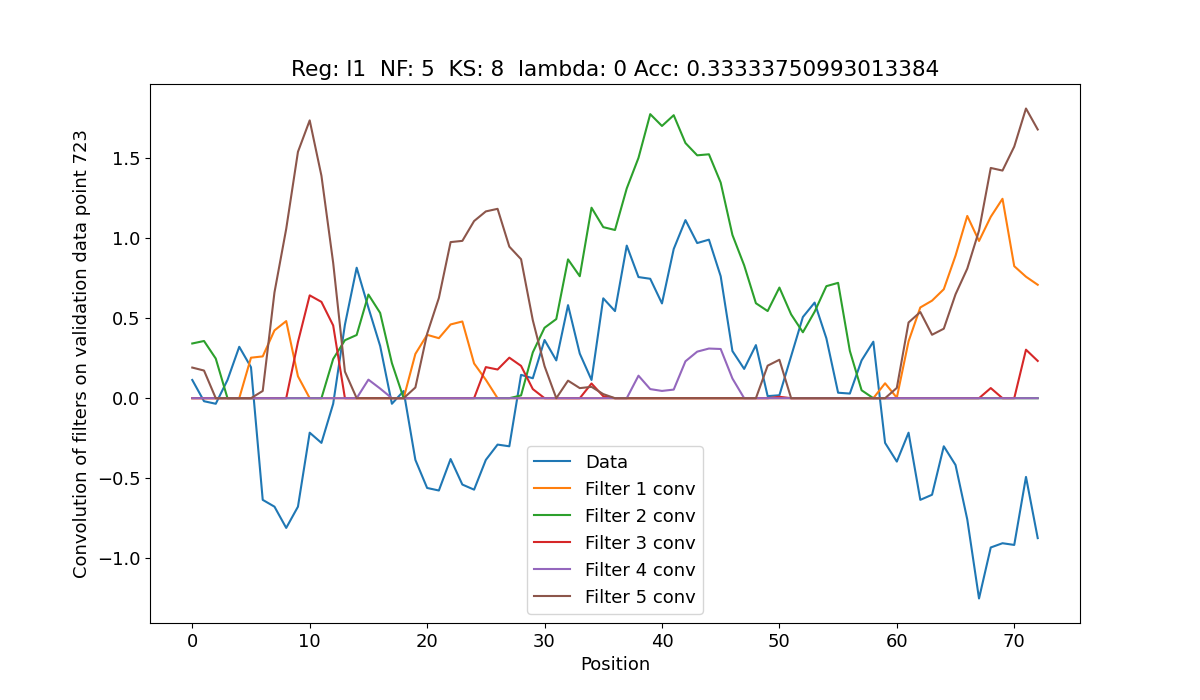 Reg: l1  NF: 5  KS: 8  lambda: 0 Acc: 0.33333750993013384
Convolution of filters on validation data point 723
1.5
1.0
0.5
0.0
−0.5
−1.0
Data
Filter 1 conv
Filter 2 conv
Filter 3 conv
Filter 4 conv
Filter 5 conv
0 10 20 30 40 50 60 70
Position